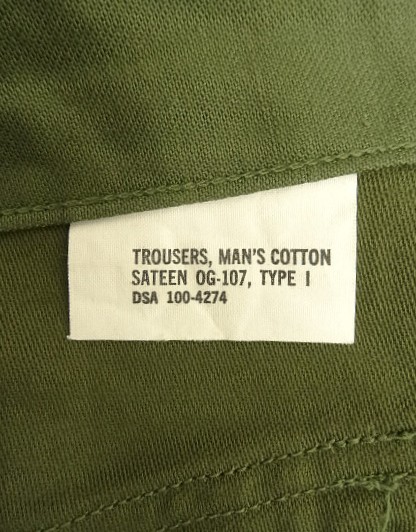 TROUSERS, MAN'S COTTON
SATEEN OG-107, TYPE I
DSA 100-4274